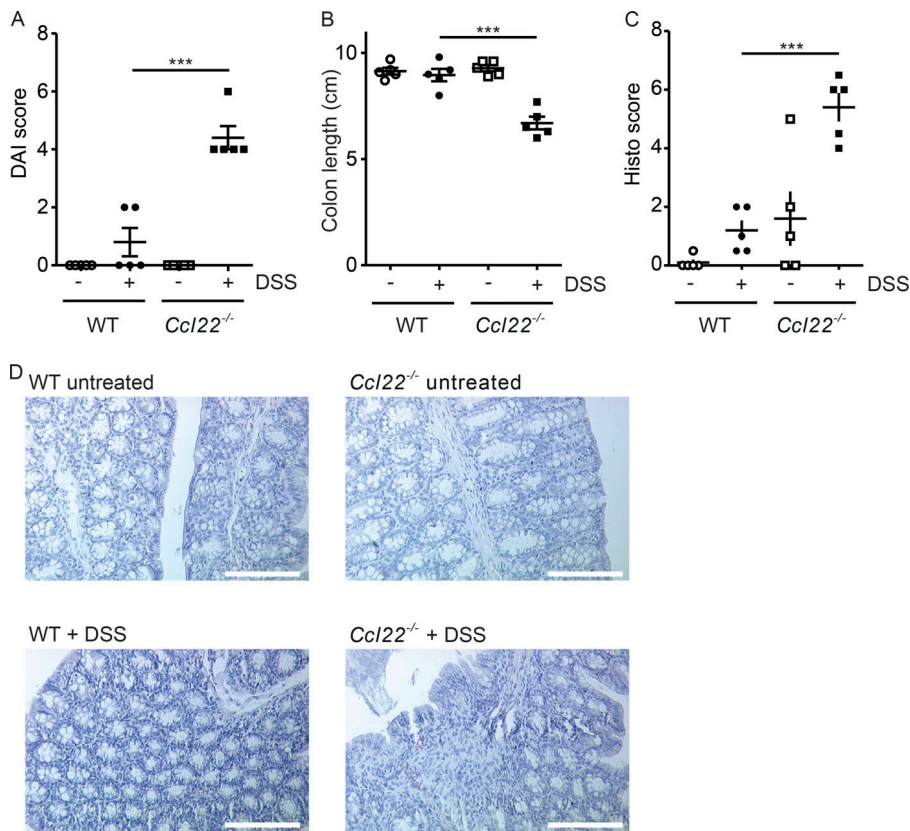 A
DAI score
8
6
4
2
0
***
- + - + DSS
WT Ccl22-/-
B
Colon length (cm)
10
5
0
***
- + - + DSS
WT Ccl22-/-
C
Histo score
8
6
4
2
0
***
- + - + DSS
WT Ccl22-/-
D
WT untreated
Ccl22-/- untreated
WT + DSS
Ccl22-/- + DSS